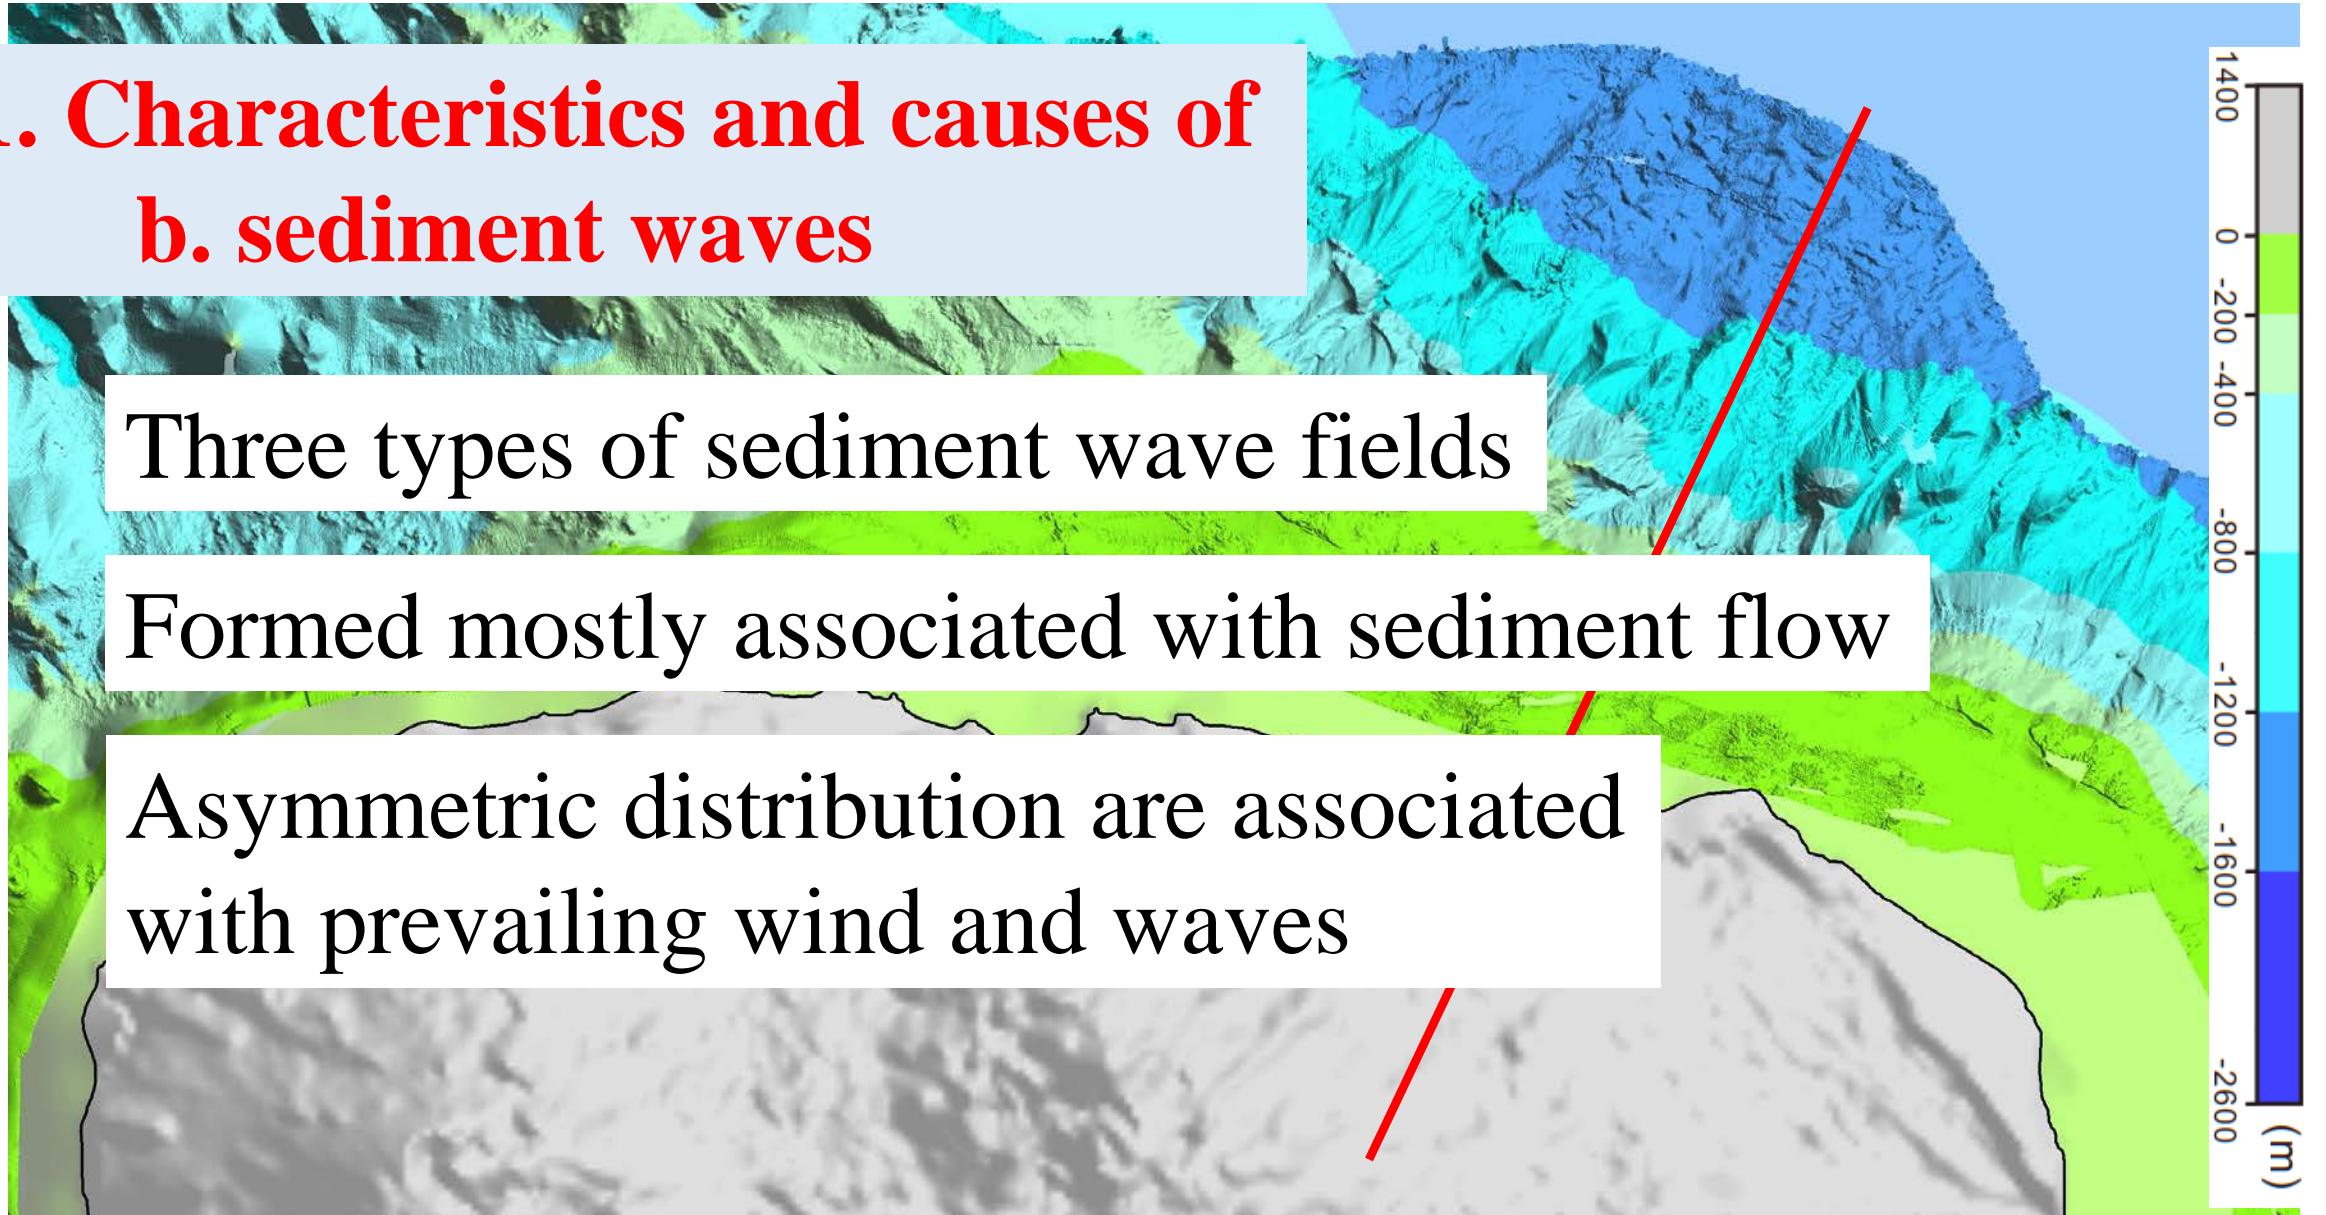 . Characteristics and causes of
b. sediment waves
Three types of sediment wave fields
Formed mostly associated with sediment flow
Asymmetric distribution are associated
with prevailing wind and waves
1400
0
-200
-400
-800
-1200
-1600
-2600
(m)